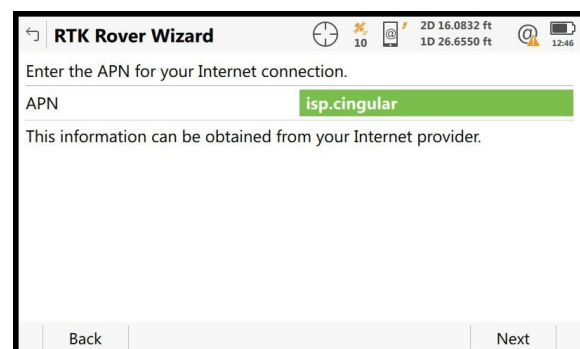 RTK Rover Wizard
10
@
2D 16.0832 ft
1D 26.6550 ft
@
12:46
Enter the APN for your Internet connection.
APN isp.cingular
This information can be obtained from your Internet provider.
Back Next